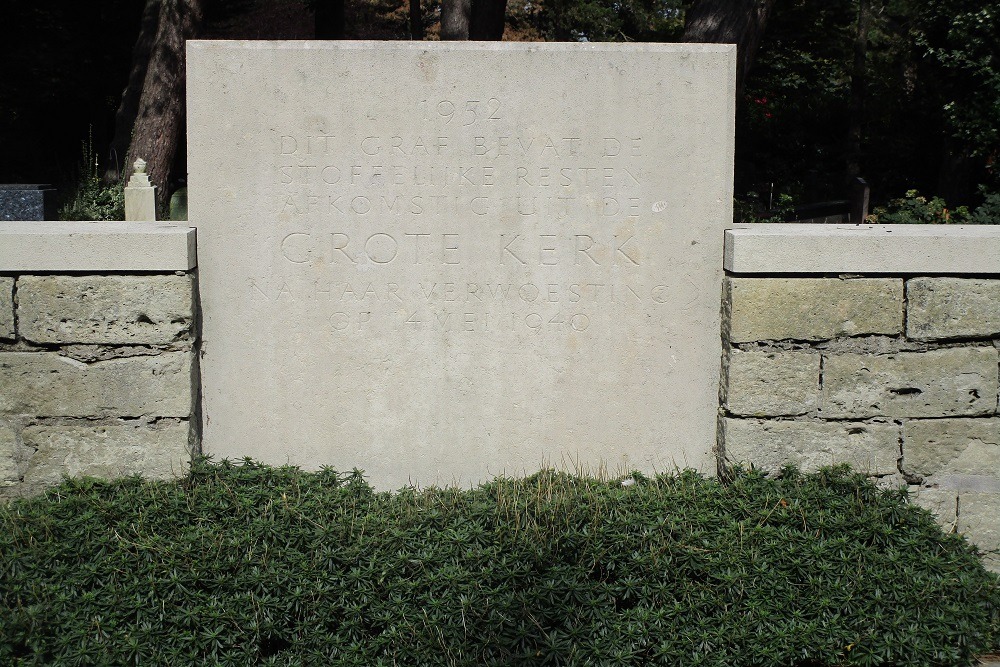 1952
DIT GRAF BEVAT DE
STOFFELIJKE RESTEN
AFKOMSTIG UIT DE
GROTE KERK
NA HAAR VERWOESTING
OP 14 MEI 1940